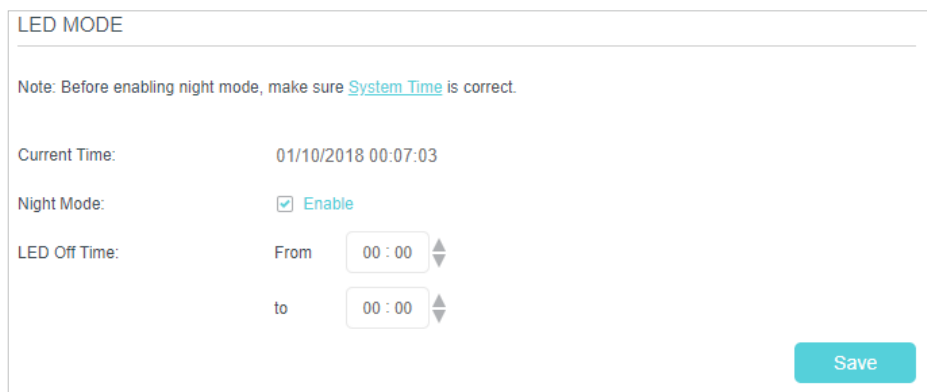 LED MODE
Note: Before enabling night mode, make sure System Time is correct.
Current Time: 01/10/2018 00:07:03
Night Mode: Enable
LED Off Time: From 00 : 00
to 00 : 00
Save